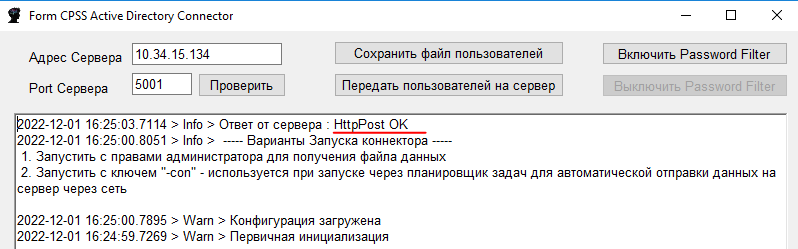 Form CPSS Active Directory Connector
Адрес Сервера 10.34.15.134 Сохранить файл пользователей Включить Password Filter
Port Сервера 5001 Проверить Передать пользователей на сервер Выключить Password Filter
2022-12-01 16:25:03.7114 > Info > Ответ от сервера : HttpPost OK
2022-12-01 16:25:00.8051 > Info >  ----- Варианты Запуска коннектора -----
1. Запустить с правами администратора для получения файла данных
2. Запустить с ключем "-con" - используется при запуске через планировщик задач для автоматической отправки данных на
сервер через сеть
2022-12-01 16:25:00.7895 > Warn > Конфигурация загружена
2022-12-01 16:24:59.7269 > Warn > Первичная инициализация